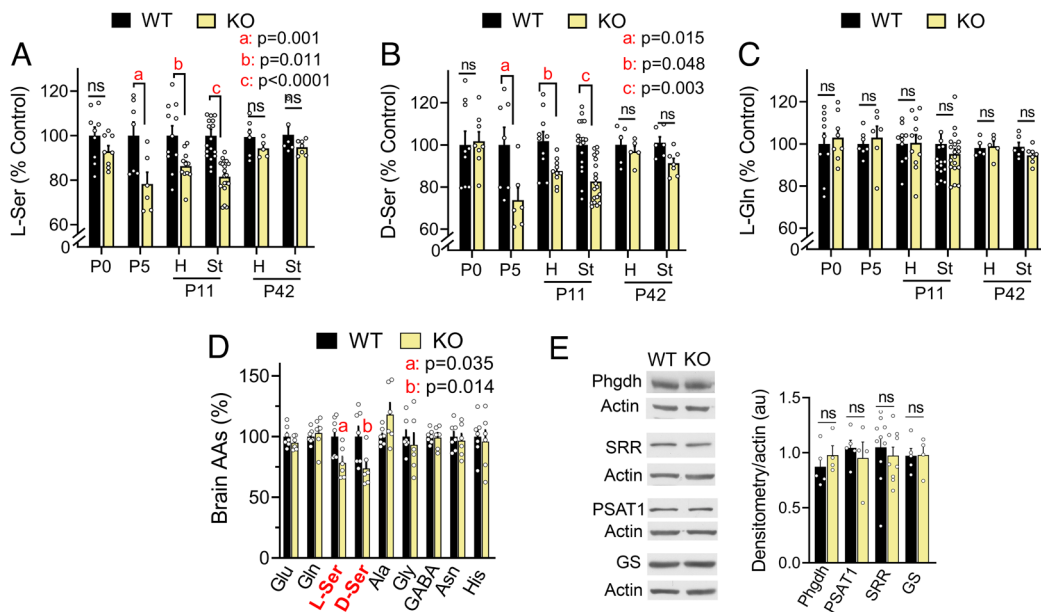 WT KO
A
a: p=0.001
b: p=0.011
c: p<0.0001
L-Ser (% Control)
120
100
80
60
0
ns
a
b
c
ns
ns
P0 P5 H St H St
P11 P42
WT KO
B
a: p=0.015
b: p=0.048
c: p=0.003
D-Ser (% Control)
120
100
80
60
0
ns
a
b
c
ns
ns
P0 P5 H St H St
P11 P42
WT KO
C
L-Gln (% Control)
120
100
80
60
0
ns
ns
ns
ns
ns
ns
P0 P5 H St H St
P11 P42
D
WT KO
a: p=0.035
b: p=0.014
Brain AAs (%)
150
100
50
0
a
b
Glu
Gln
L-Ser
D-Ser
Ala
Gly
GABA
Asn
His
E
WT KO
Phgdh
Actin
SRR
Actin
PSAT1
Actin
GS
Actin
Densitometry/actin (au)
1.5
1.0
0.5
0.0
ns
ns
ns
ns
Phgdh
PSAT1
SRR
GS